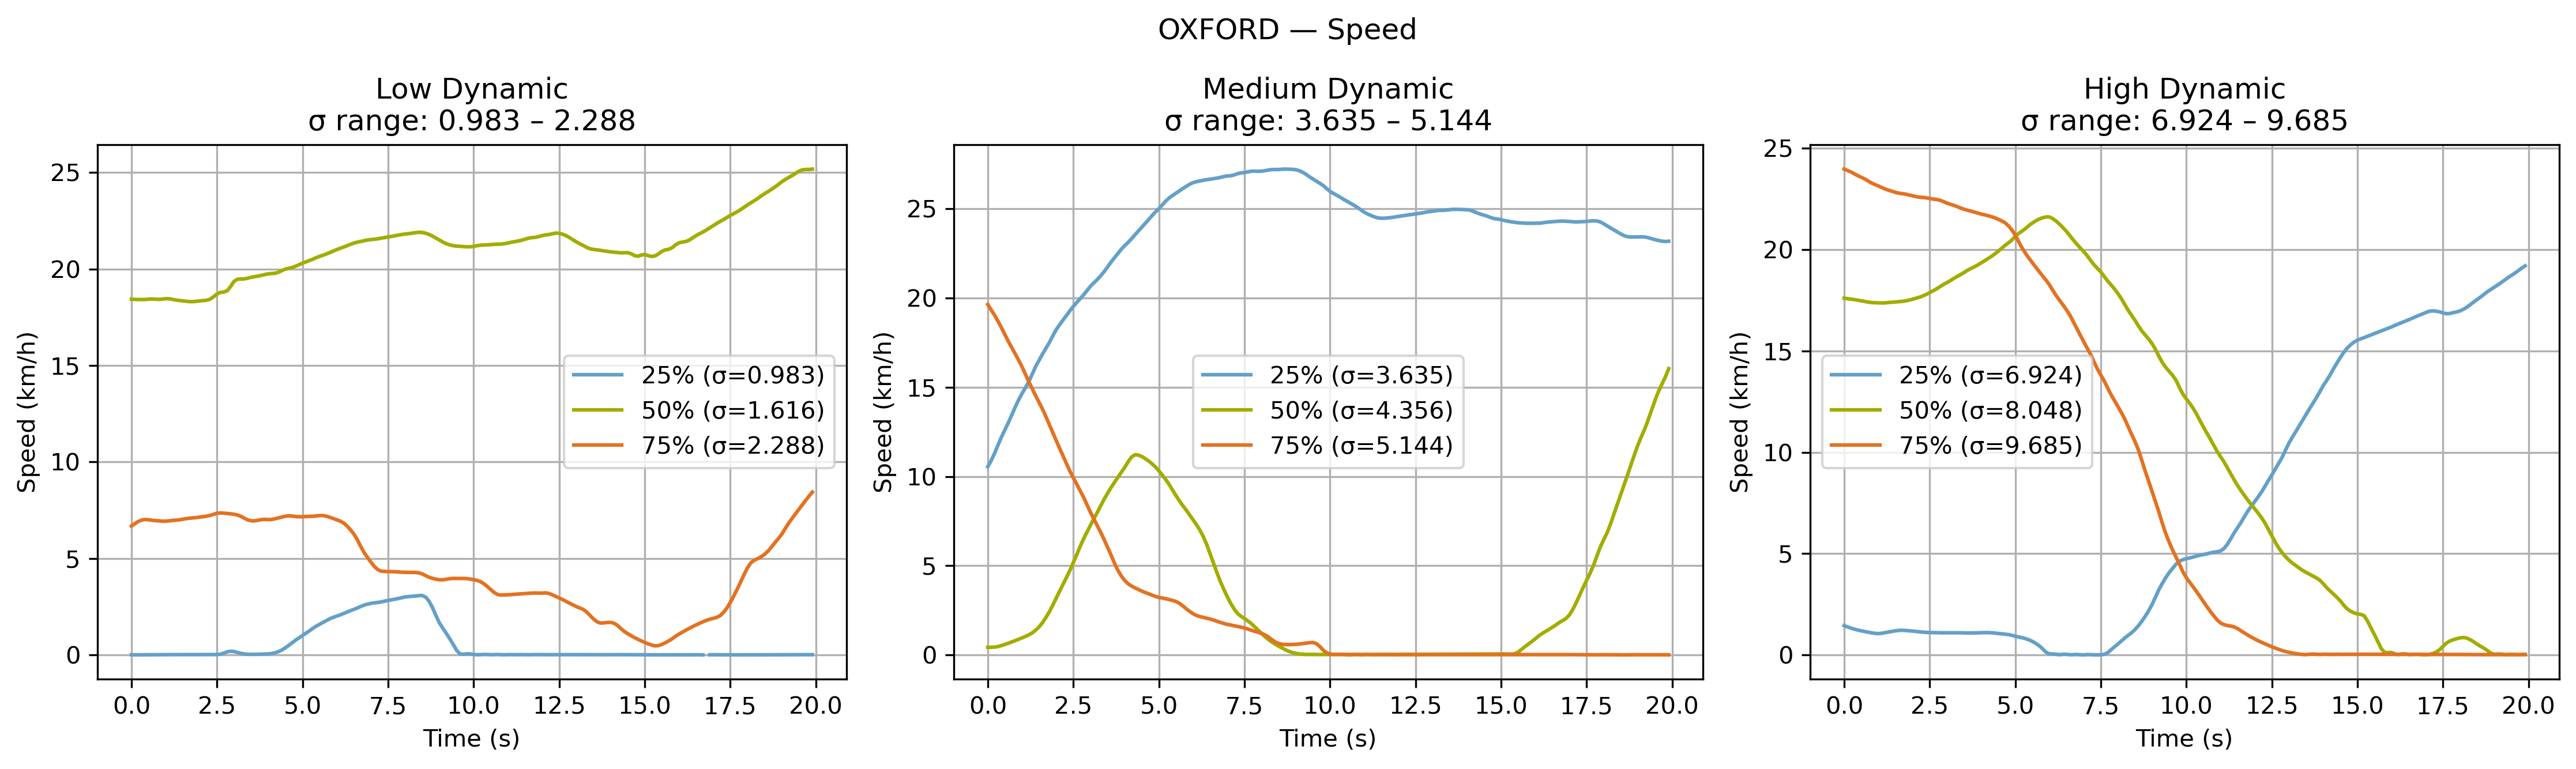 OXFORD — Speed
Low Dynamic
σ range: 0.983 – 2.288
Speed (km/h)
25
20
15
10
5
0
25% (σ=0.983)
50% (σ=1.616)
75% (σ=2.288)
0.0 2.5 5.0 7.5 10.0 12.5 15.0 17.5 20.0
Time (s)
Medium Dynamic
σ range: 3.635 – 5.144
Speed (km/h)
25
20
15
10
5
0
25% (σ=3.635)
50% (σ=4.356)
75% (σ=5.144)
0.0 2.5 5.0 7.5 10.0 12.5 15.0 17.5 20.0
Time (s)
High Dynamic
σ range: 6.924 – 9.685
Speed (km/h)
25
20
15
10
5
0
25% (σ=6.924)
50% (σ=8.048)
75% (σ=9.685)
0.0 2.5 5.0 7.5 10.0 12.5 15.0 17.5 20.0
Time (s)